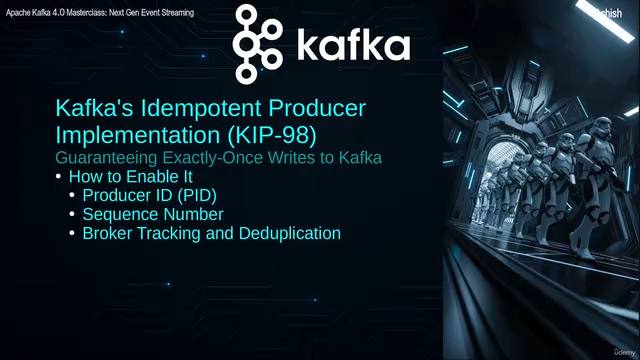 Apache Kafka 4.0 Masterclass: Next Gen Event Streaming
kafka
Kafka's Idempotent Producer
Implementation (KIP-98)
Guaranteeing Exactly-Once Writes to Kafka
• How to Enable It
• Producer ID (PID)
• Sequence Number
• Broker Tracking and Deduplication
ûdemy